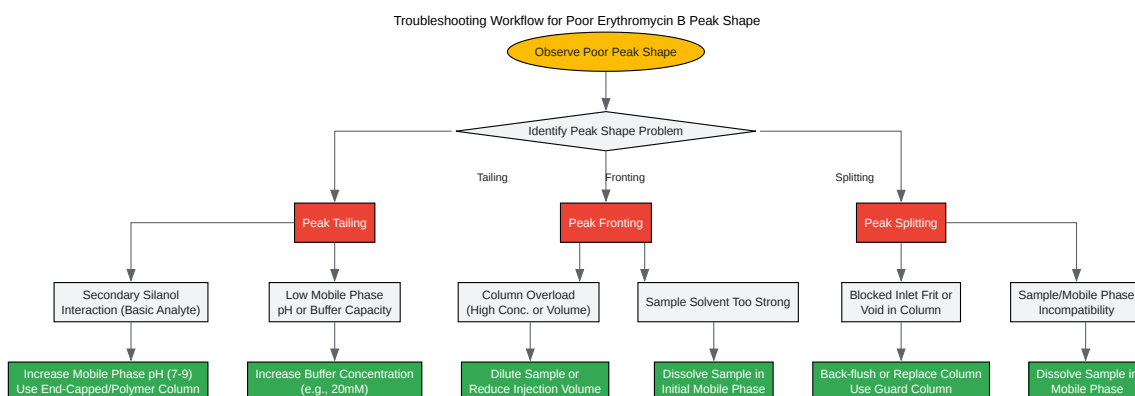 Troubleshooting Workflow for Poor Erythromycin B Peak Shape
Observe Poor Peak Shape
Identify Peak Shape Problem
Tailing
Fronting
Splitting
Peak Tailing
Peak Fronting
Peak Splitting
Secondary Silanol
Interaction (Basic Analyte)
Low Mobile Phase
pH or Buffer Capacity
Column Overload
(High Conc. or Volume)
Sample Solvent Too Strong
Blocked Inlet Frit or
Void in Column
Sample/Mobile Phase
Incompatibility
Increase Mobile Phase pH (7-9)
Use End-Capped/Polymer Column
Increase Buffer Concentration
(e.g., 20mM)
Dilute Sample or
Reduce Injection Volume
Dissolve Sample in
Initial Mobile Phase
Back-flush or Replace Column
Use Guard Column
Dissolve Sample in
Mobile Phase